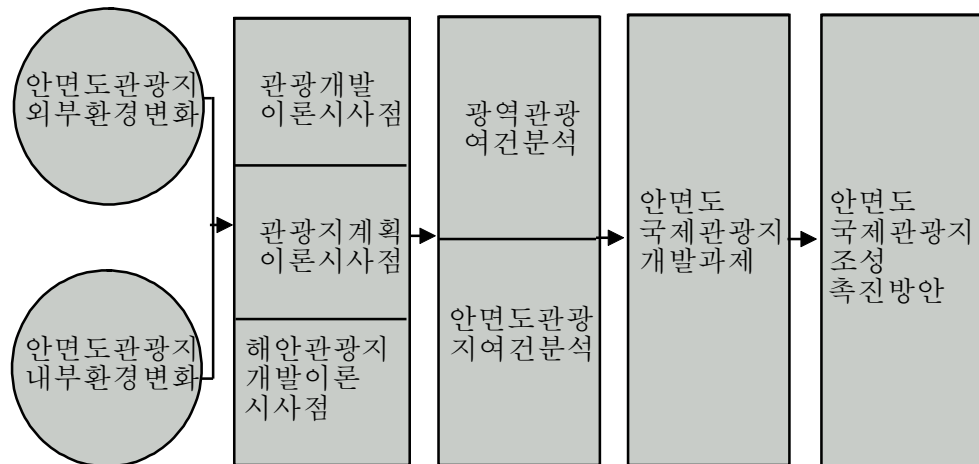 안면도관광지
외부환경변화
안면도관광지
내부환경변화
관광개발
이론시사점
관광지계획
이론시사점
해안관광지
개발이론
시사점
광역관광
여건분석
안면도관광
지여건분석
안면도
국제관광지
개발과제
안면도
국제관광지
조성
촉진방안